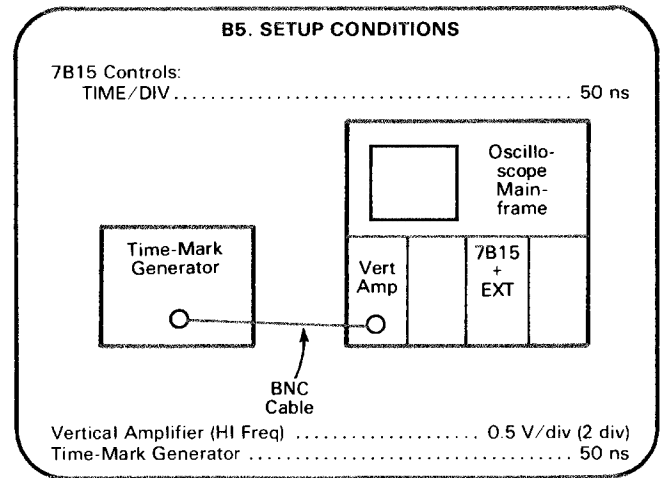 B5. SETUP CONDITIONS
7B15 Controls:
TIME/DIV........................................ 50 ns
Oscillo-
scope
Main-
frame
Time-Mark
Generator
Vert
Amp
7B15
+
EXT
BNC
Cable
Vertical Amplifier (HI Freq) .................... 0.5 V/div (2 div)
Time-Mark Generator ................................ 50 ns